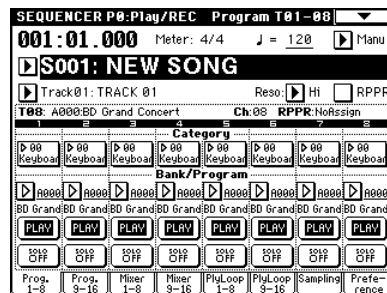 SEQUENCER P0:Play/REC Program T01-08
001:01.000 Meter: 4/4 ♩= 120 Manu
S001: NEW SONG
Track01: TRACK 01 Reso: Hi RPPR
T08: A000:BD Grand Concert Ch:08 RPPR:NoAssign
1 2 3 4 5 6 7 8
Category
00 00 00 00 00 00 00 00
Keyboar Keyboar Keyboar Keyboar Keyboar Keyboar Keyboar Keyboar
Bank/Program
A000 A000 A000 A000 A000 A000 A000 A000
BD Grand BD Grand BD Grand BD Grand BD Grand BD Grand BD Grand BD Grand
PLAY PLAY PLAY PLAY PLAY PLAY PLAY PLAY
SOLO SOLO SOLO SOLO SOLO SOLO SOLO SOLO
OFF OFF OFF OFF OFF OFF OFF OFF
Prog. Prog. Mixer Mixer PlyLoop PlyLoop Sampling Prefe-
1-8 9-16 1-8 9-16 1-8 9-16 rence